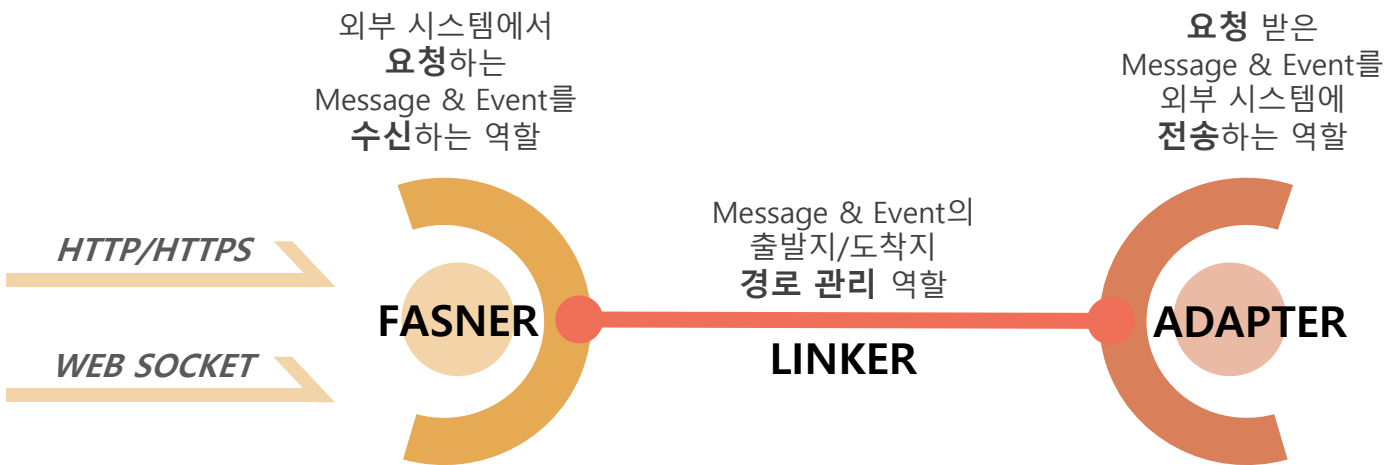 외부 시스템에서
요청하는
Message & Event를
수신하는 역할
요청 받은
Message & Event를
외부 시스템에
전송하는 역할
Message & Event의
출발지/도착지
경로 관리 역할
HTTP/HTTPS
WEB SOCKET
FASNER
LINKER
ADAPTER